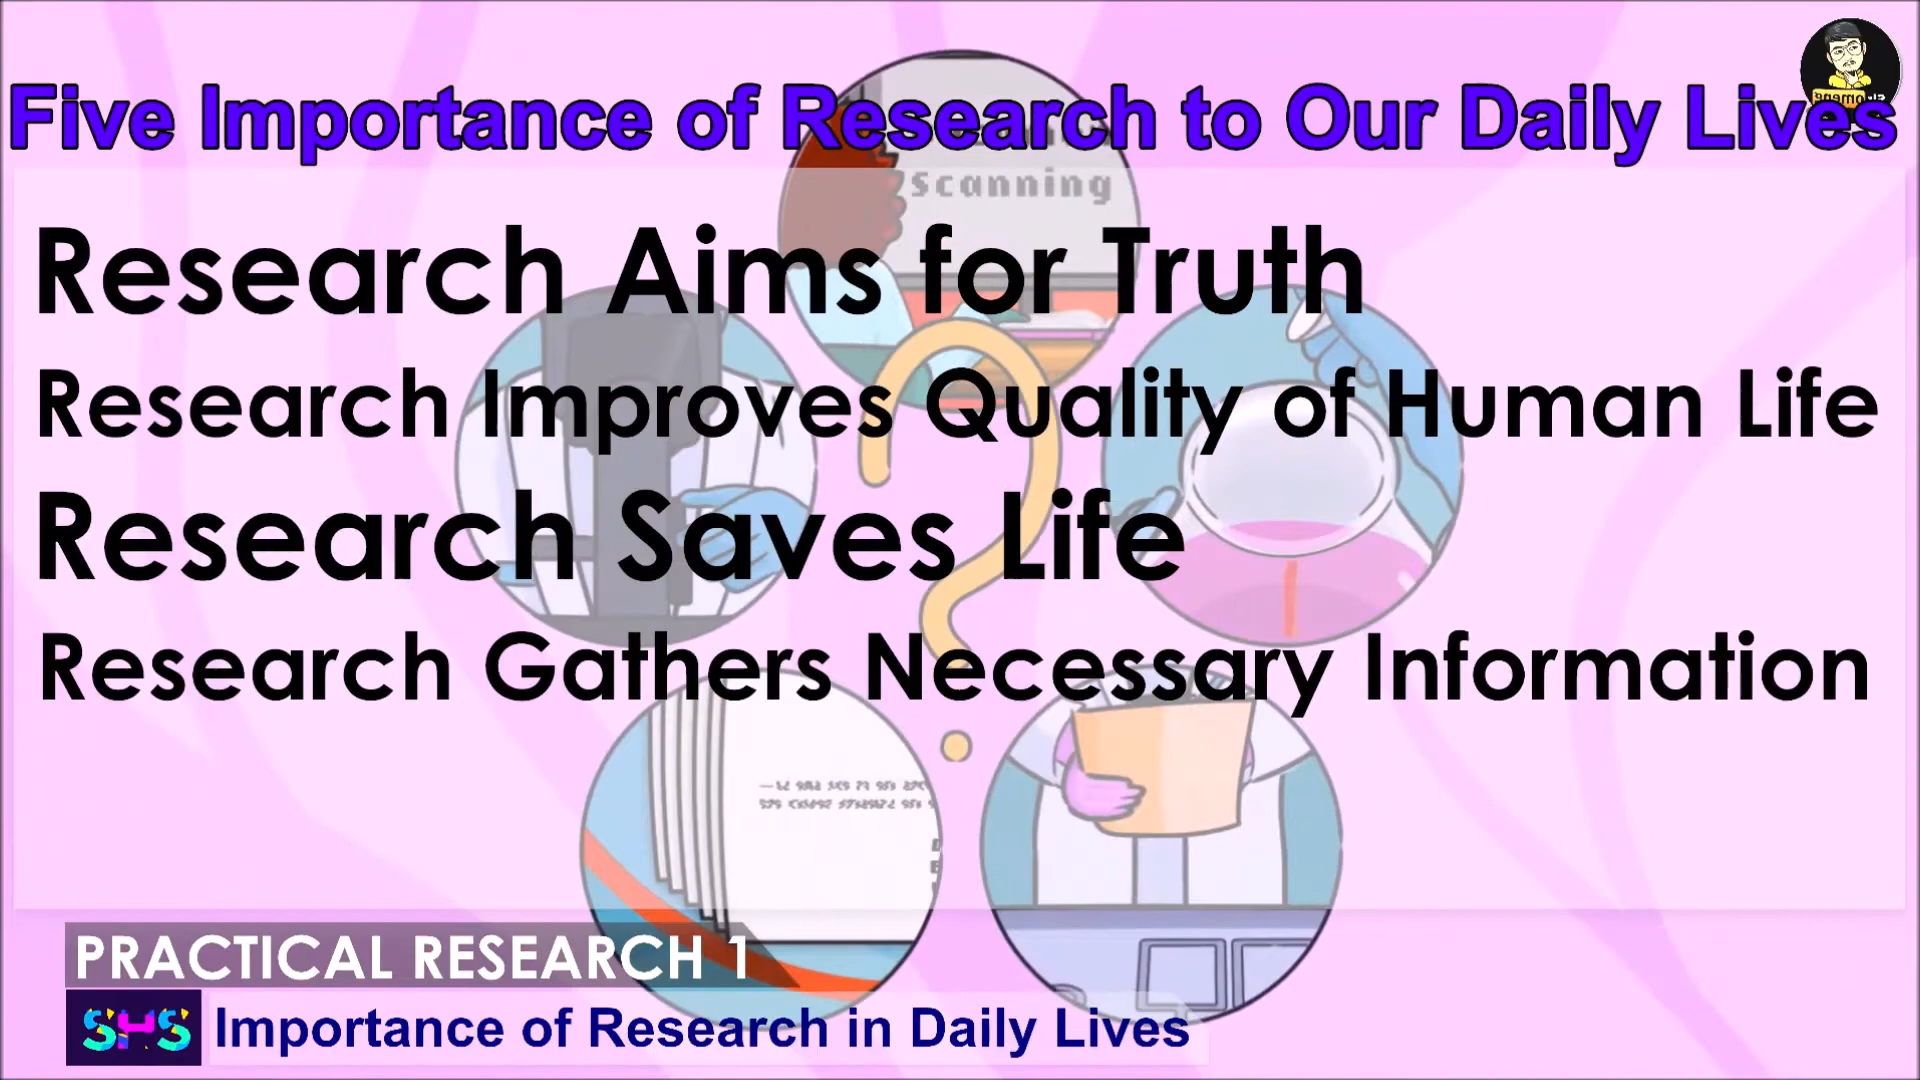 Five Importance of Research to Our Daily Lives
Scanning
Research Aims for Truth
Research Improves Quality of Human Life
Research Saves Life
Research Gathers Necessary Information
PRACTICAL RESEARCH 1
SHS
Importance of Research in Daily Lives